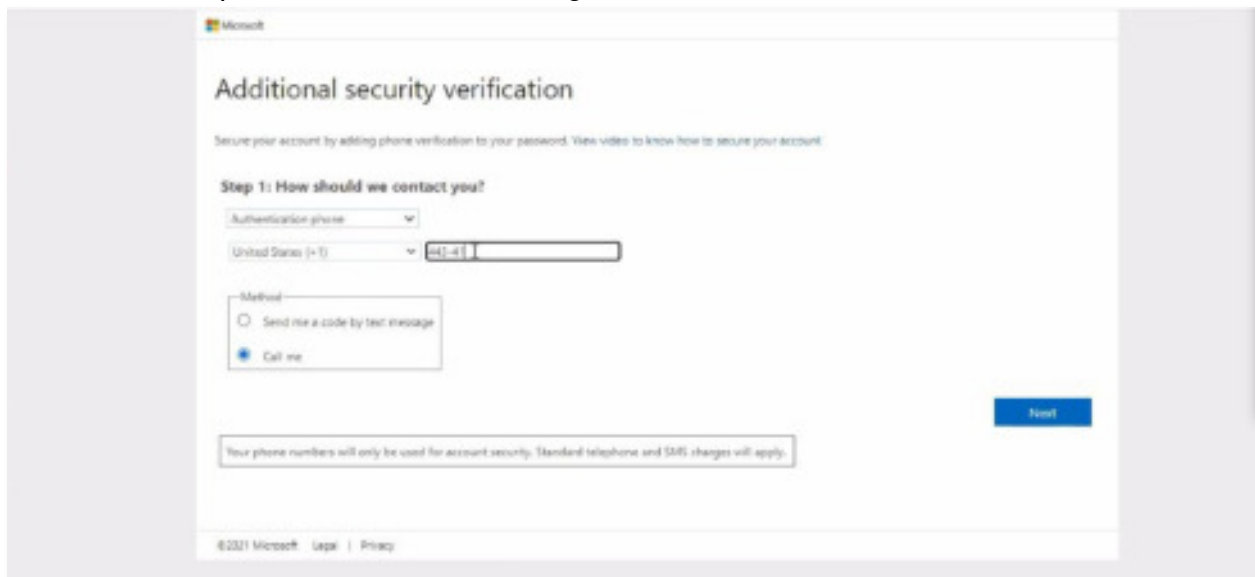 Microsoft
Additional security verification
Secure your account by adding phone verification to your password. View video to know how to secure your account
Step 1: How should we contact you?
Authentication phone
United States (+1)
Method
Send me a code by text message
Call me
Next
Your phone numbers will only be used for account security. Standard telephone and SMS charges will apply.
©2021 Microsoft Legal | Privacy